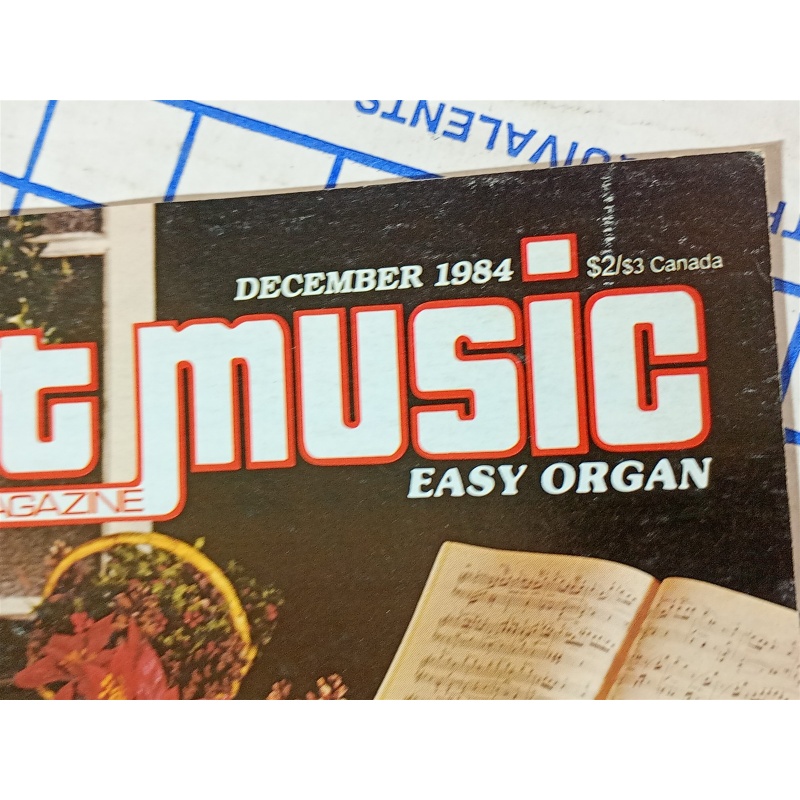 DECEMBER 1984 $2/$3 Canada
t music
AGAZINE
EASY ORGAN